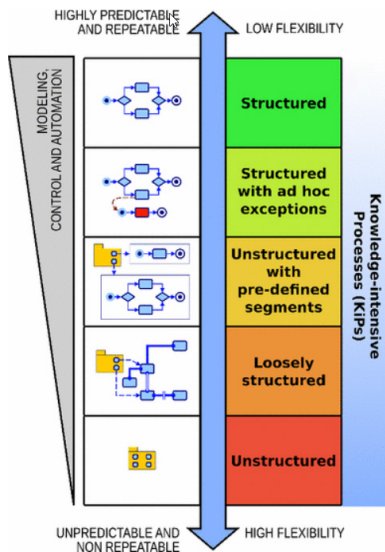 HIGHLY PREDICTABLE
AND REPEATABLE
LOW FLEXIBILITY
MODELING,
CONTROL AND AUTOMATION
Structured
Structured
with ad hoc
exceptions
Unstructured
with
pre-defined
segments
Loosely
structured
Unstructured
Knowledge-intensive
Processes (KiPs)
UNPREDICTABLE AND
NON REPEATABLE
HIGH FLEXIBILITY